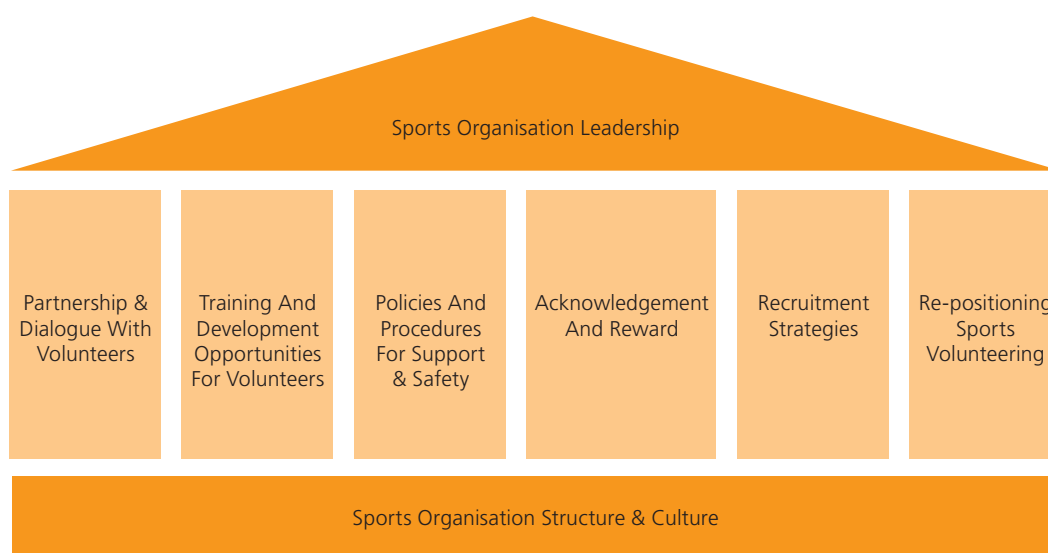 Sports Organisation Leadership
Partnership &
Dialogue With
Volunteers
Training And
Development
Opportunities
For Volunteers
Policies And
Procedures
For Support
& Safety
Acknowledgement
And Reward
Recruitment
Strategies
Re-positioning
Sports
Volunteering
Sports Organisation Structure & Culture